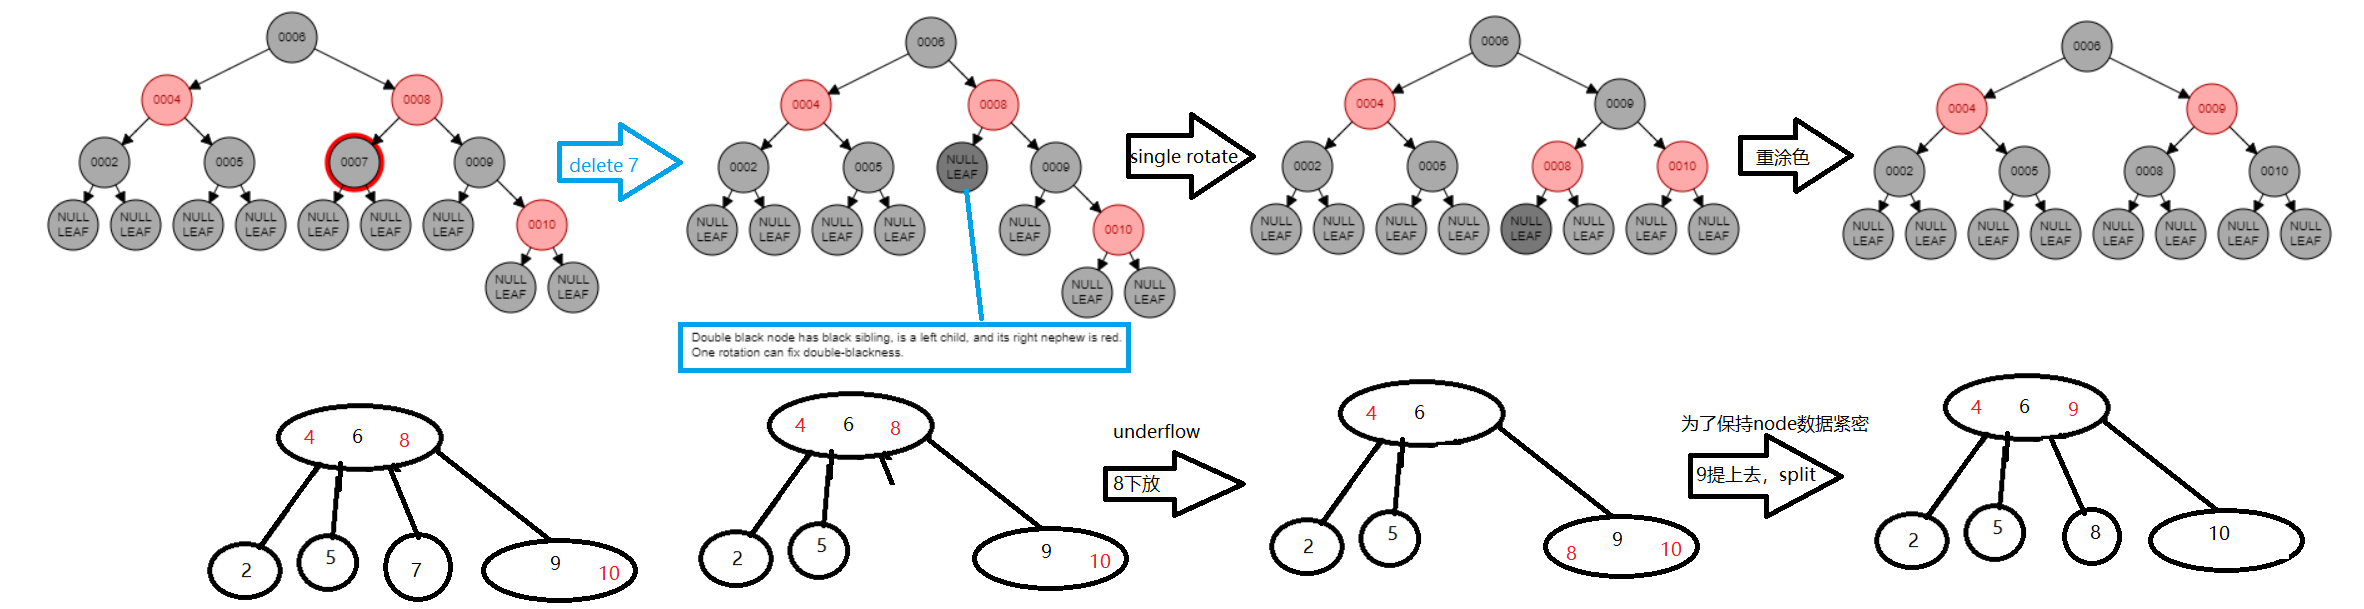 0006
0004
0008
0002
0005
0007
0009
NULL
LEAF
NULL
LEAF
NULL
LEAF
NULL
LEAF
NULL
LEAF
NULL
LEAF
NULL
LEAF
0010
NULL
LEAF
NULL
LEAF
delete 7
0006
0004
0008
0002
0005
NULL
LEAF
0009
NULL
LEAF
NULL
LEAF
NULL
LEAF
NULL
LEAF
NULL
LEAF
0010
NULL
LEAF
NULL
LEAF
Double black node has black sibling, is a left child, and its right nephew is red.
One rotation can fix double-blackness.
single rotate
0006
0004
0009
0002
0005
0008
0010
NULL
LEAF
NULL
LEAF
NULL
LEAF
NULL
LEAF
NULL
LEAF
NULL
LEAF
NULL
LEAF
NULL
LEAF
重涂色
0006
0004
0009
0002
0005
0008
0010
NULL
LEAF
NULL
LEAF
NULL
LEAF
NULL
LEAF
NULL
LEAF
NULL
LEAF
NULL
LEAF
NULL
LEAF
4 6 8
2
5
7
9 10
4 6 8
2
5
9 10
underflow
8下放
4 6
2
5
8 9 10
为了保持node数据紧密
9提上去，split
4 6 9
2
5
8
10